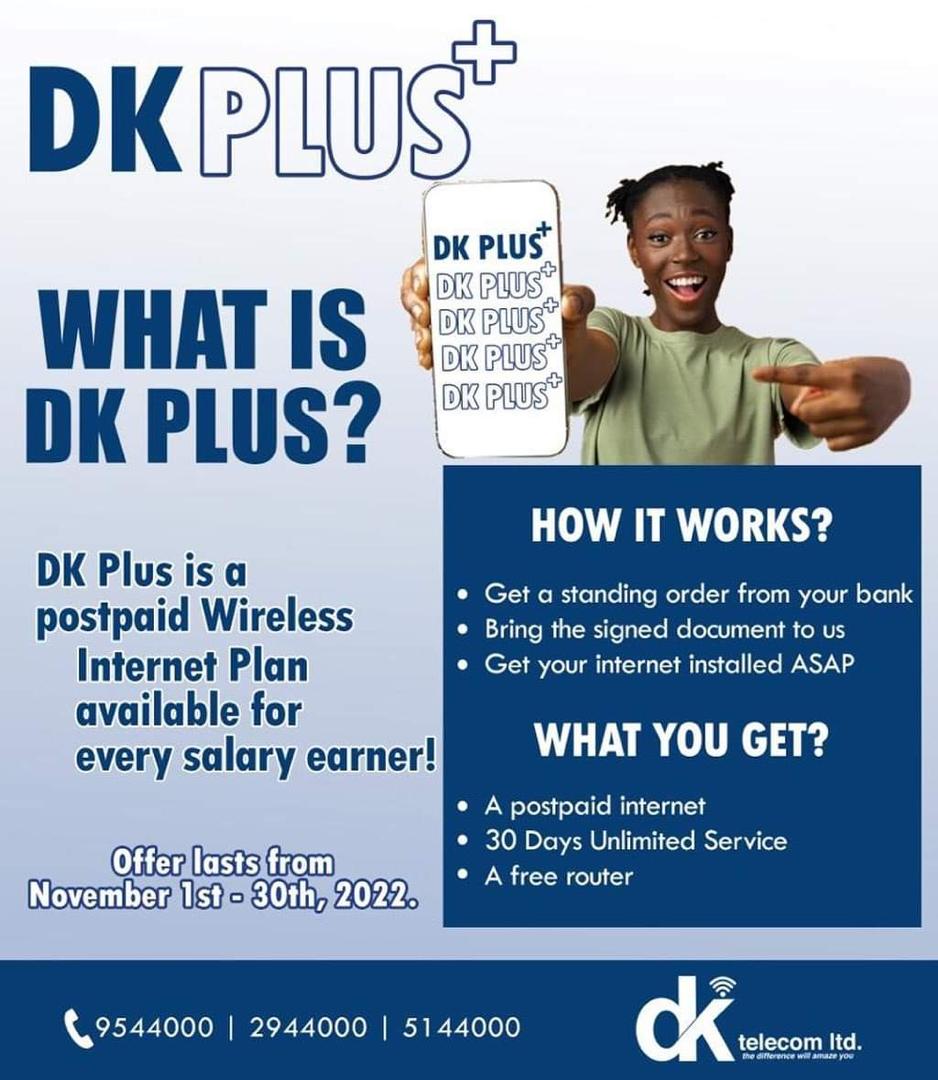 DK PLUS+
DK PLUS+
DK PLUS+
DK PLUS+
DK PLUS+
DK PLUS+
WHAT IS
DK PLUS?
DK Plus is a
postpaid Wireless
Internet Plan
available for
every salary earner!
Offer lasts from
November 1st - 30th, 2022.
HOW IT WORKS?
• Get a standing order from your bank
• Bring the signed document to us
• Get your internet installed ASAP
WHAT YOU GET?
• A postpaid internet
• 30 Days Unlimited Service
• A free router
9544000 | 2944000 | 5144000
dk
telecom ltd.
the difference will amaze you